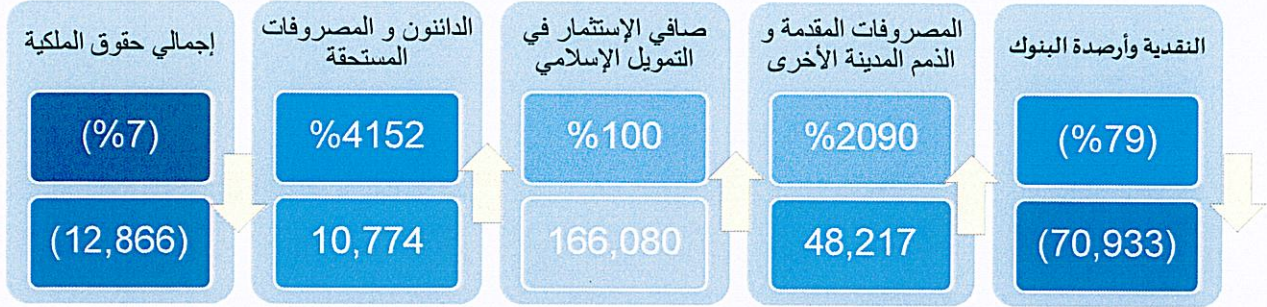 النقدية وأرصدة البنوك
(%79)
(70,933)
المصروفات المقدمة و
الذمم المدينة الأخرى
%2090
48,217
صافي الإستثمار في
التمويل الإسلامي
%100
166,080
الدائنون و المصروفات
المستحقة
%4152
10,774
إجمالي حقوق الملكية
(%7)
(12,866)